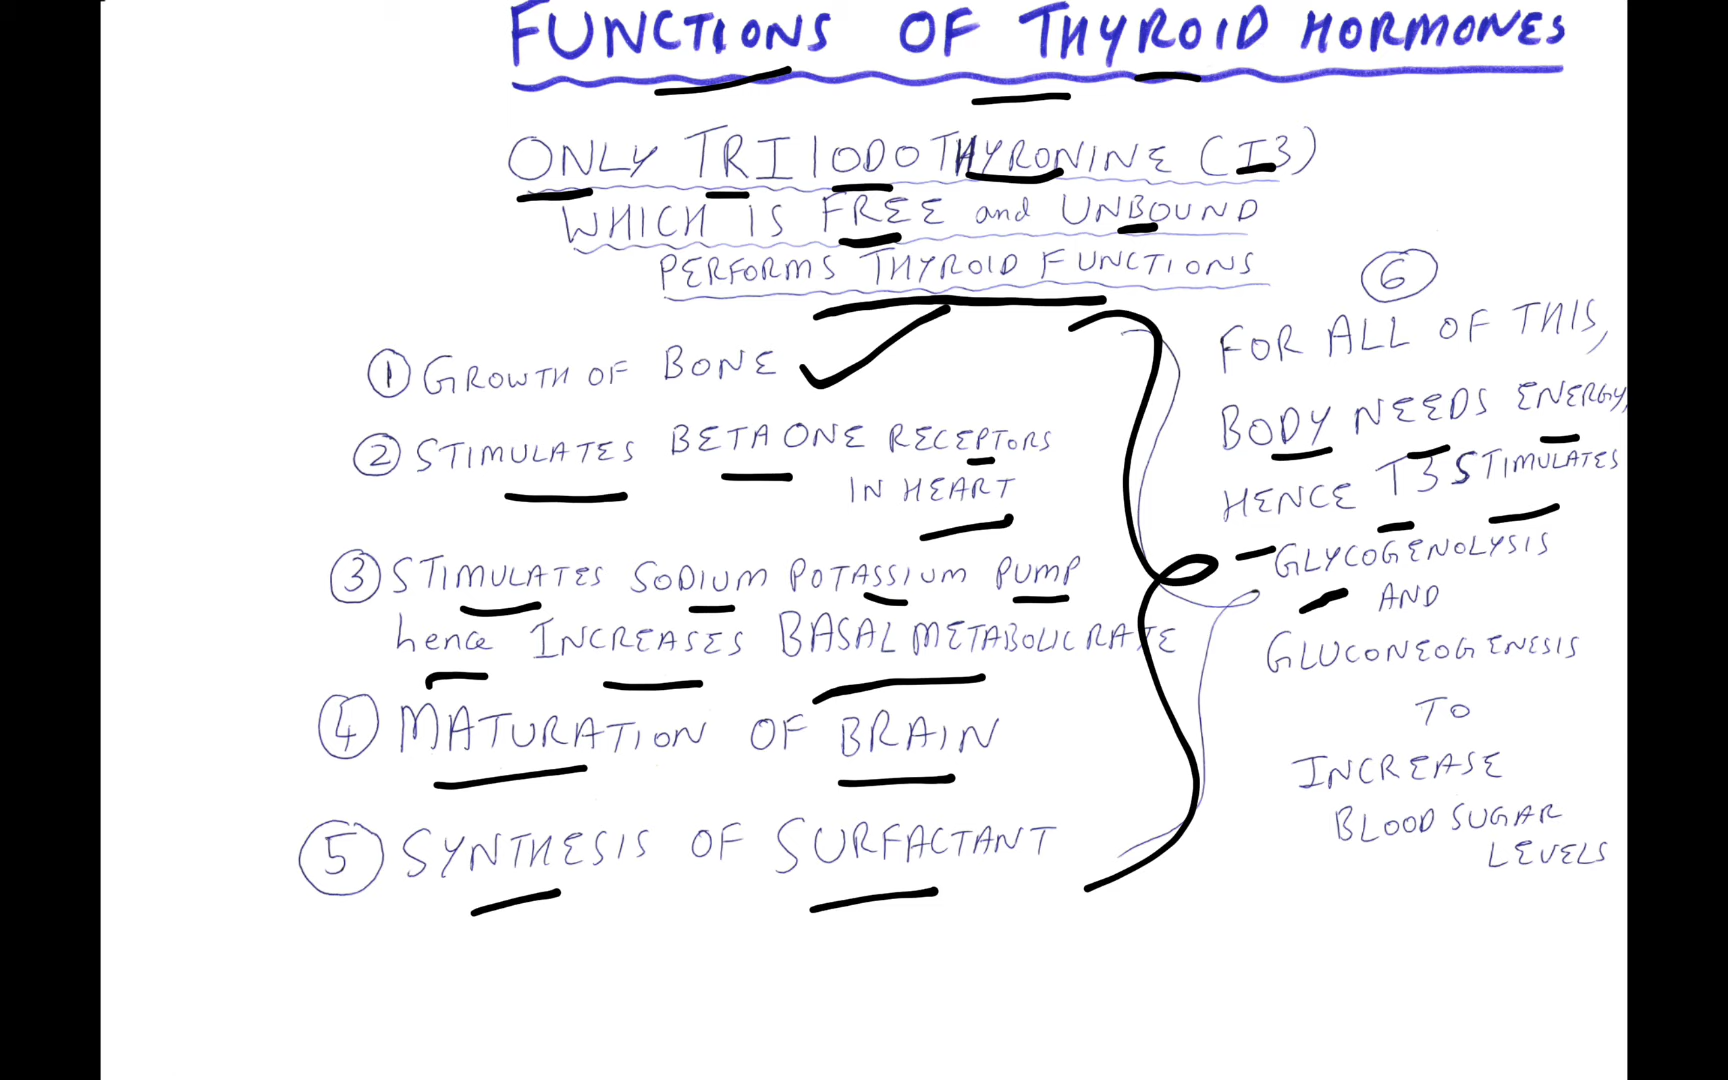 FUNCTIONS OF THYROID HORMONES
ONLY TRIIODOTHYRONINE (I3)
WHICH IS FREE and UNBOUND
PERFORMS THYROID FUNCTIONS
① GROWTH OF BONE
② STIMULATES BETA ONE RECEPTORS
IN HEART
③ STIMULATES SODIUM POTASSIUM PUMP
hence INCREASES BASAL METABOLIC RATE
④ MATURATION OF BRAIN
⑤ SYNTHESIS OF SURFACTANT
⑥
FOR ALL OF THIS,
BODY NEEDS ENERGY,
HENCE T3 STIMULATES
GLYCOGENOLYSIS
AND
GLUCONEOGENESIS
TO
INCREASE
BLOOD SUGAR
LEVELS